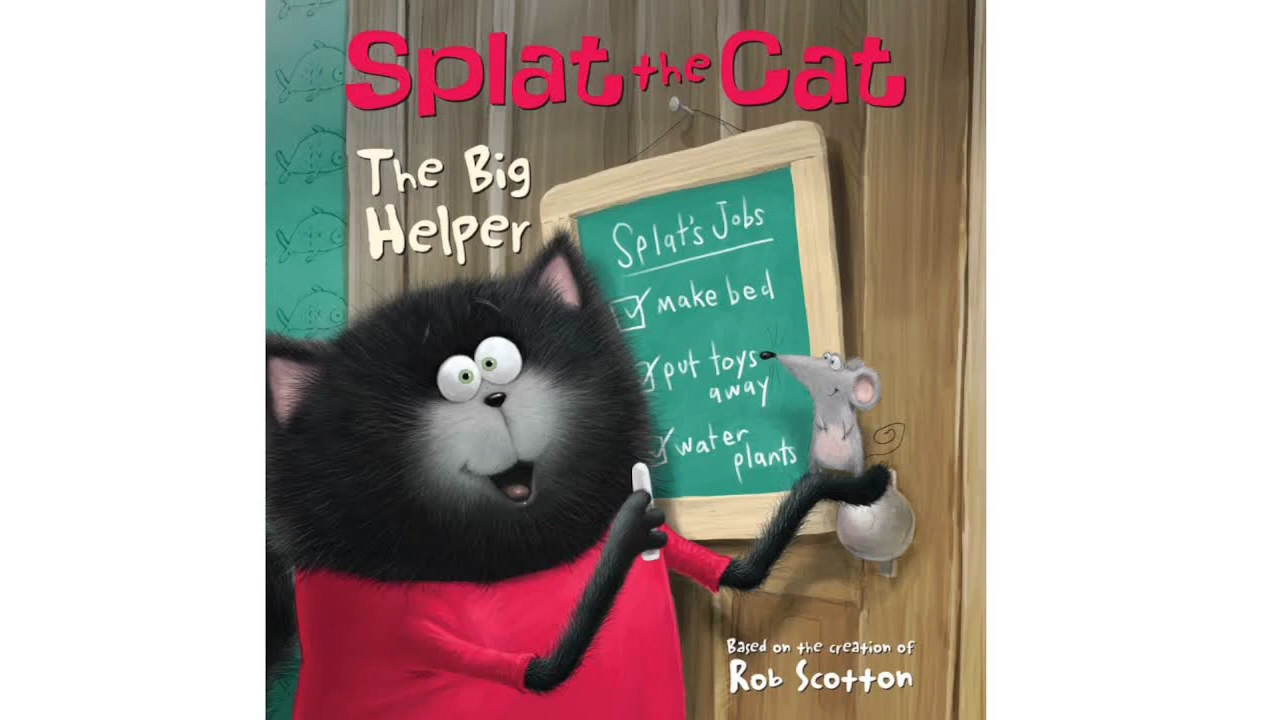 Splat the Cat
The Big
Helper
Splat's Jobs
make bed
put toys
away
water
plants
Based on the creation of
Rob Scotton